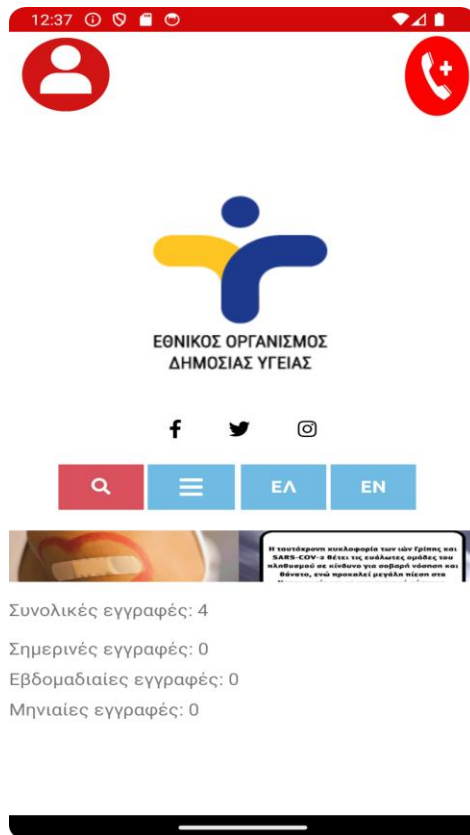 12:37
ΕΘΝΙΚΟΣ ΟΡΓΑΝΙΣΜΟΣ
ΔΗΜΟΣΙΑΣ ΥΓΕΙΑΣ
ΕΛ
EN
Η ταυτόχρονη κυκλοφορία των ιών Γρίπης και
SARS-COV-2 θέτει τις ευάλωτες ομάδες του
πληθυσμού σε κίνδυνο για σοβαρή νόσηση και
θάνατο, ενώ προκαλεί μεγάλη πίεση στα
Συνολικές εγγραφές: 4
Σημερινές εγγραφές: 0
Εβδομαδιαίες εγγραφές: 0
Μηνιαίες εγγραφές: 0